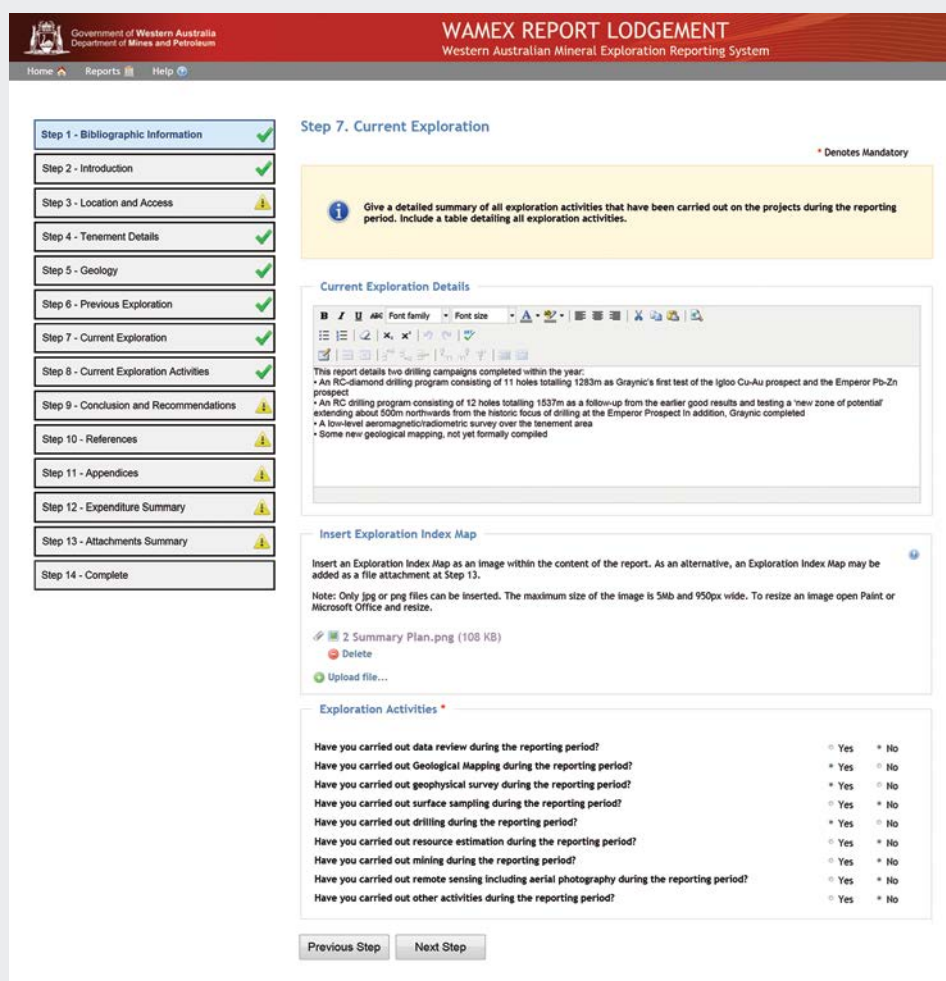 Government of Western Australia
Department of Mines and Petroleum
WAMEX REPORT LODGEMENT
Western Australian Mineral Exploration Reporting System
Home Reports Help
Step 1 - Bibliographic Information
Step 2 - Introduction
Step 3 - Location and Access
Step 4 - Tenement Details
Step 5 - Geology
Step 6 - Previous Exploration
Step 7 - Current Exploration
Step 8 - Current Exploration Activities
Step 9 - Conclusion and Recommendations
Step 10 - References
Step 11 - Appendices
Step 12 - Expenditure Summary
Step 13 - Attachments Summary
Step 14 - Complete
Step 7. Current Exploration
* Denotes Mandatory
Give a detailed summary of all exploration activities that have been carried out on the projects during the reporting
period. Include a table detailing all exploration activities.
Current Exploration Details
B I U ABC Font family Font size A
This report details two drilling campaigns completed within the year:
• An RC-diamond drilling program consisting of 11 holes totalling 1283m as Graynic's first test of the Igloo Cu-Au prospect and the Emperor Pb-Zn
prospect
• An RC drilling program consisting of 12 holes totalling 1537m as a follow-up from the earlier good results and testing a 'new zone of potential'
extending about 500m northwards from the historic focus of drilling at the Emperor Prospect In addition, Graynic completed
• A low-level aeromagnetic/radiometric survey over the tenement area
• Some new geological mapping, not yet formally compiled
Insert Exploration Index Map
Insert an Exploration Index Map as an image within the content of the report. As an alternative, an Exploration Index Map may be
added as a file attachment at Step 13.
Note: Only jpg or png files can be inserted. The maximum size of the image is 5Mb and 950px wide. To resize an image open Paint or
Microsoft Office and resize.
2 Summary Plan.png (108 KB)
Delete
Upload file...
Exploration Activities *
Have you carried out data review during the reporting period? Yes No
Have you carried out Geological Mapping during the reporting period? Yes No
Have you carried out geophysical survey during the reporting period? Yes No
Have you carried out surface sampling during the reporting period? Yes No
Have you carried out drilling during the reporting period? Yes No
Have you carried out resource estimation during the reporting period? Yes No
Have you carried out mining during the reporting period? Yes No
Have you carried out remote sensing including aerial photography during the reporting period? Yes No
Have you carried out other activities during the reporting period? Yes No
Previous Step Next Step